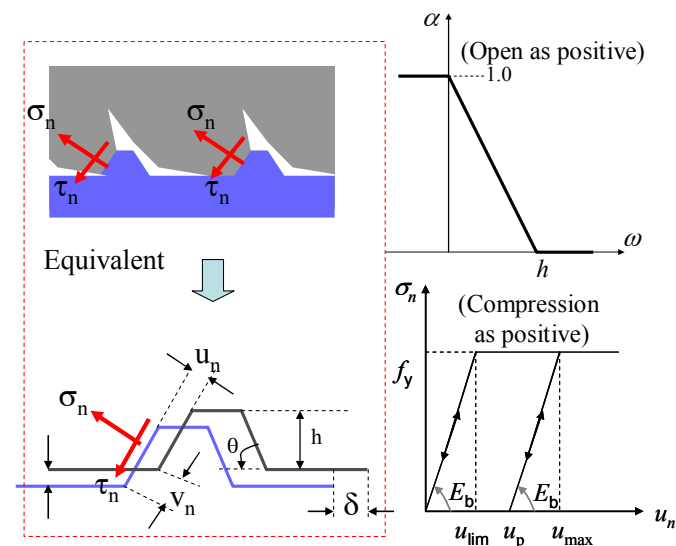 σn
τn
σn
τn
Equivalent
un
σn
θ
h
τn
vn
δ
α
(Open as positive)
1.0
ω
h
σn
(Compression
as positive)
fy
Eb
Eb
un
ulim
up
umax